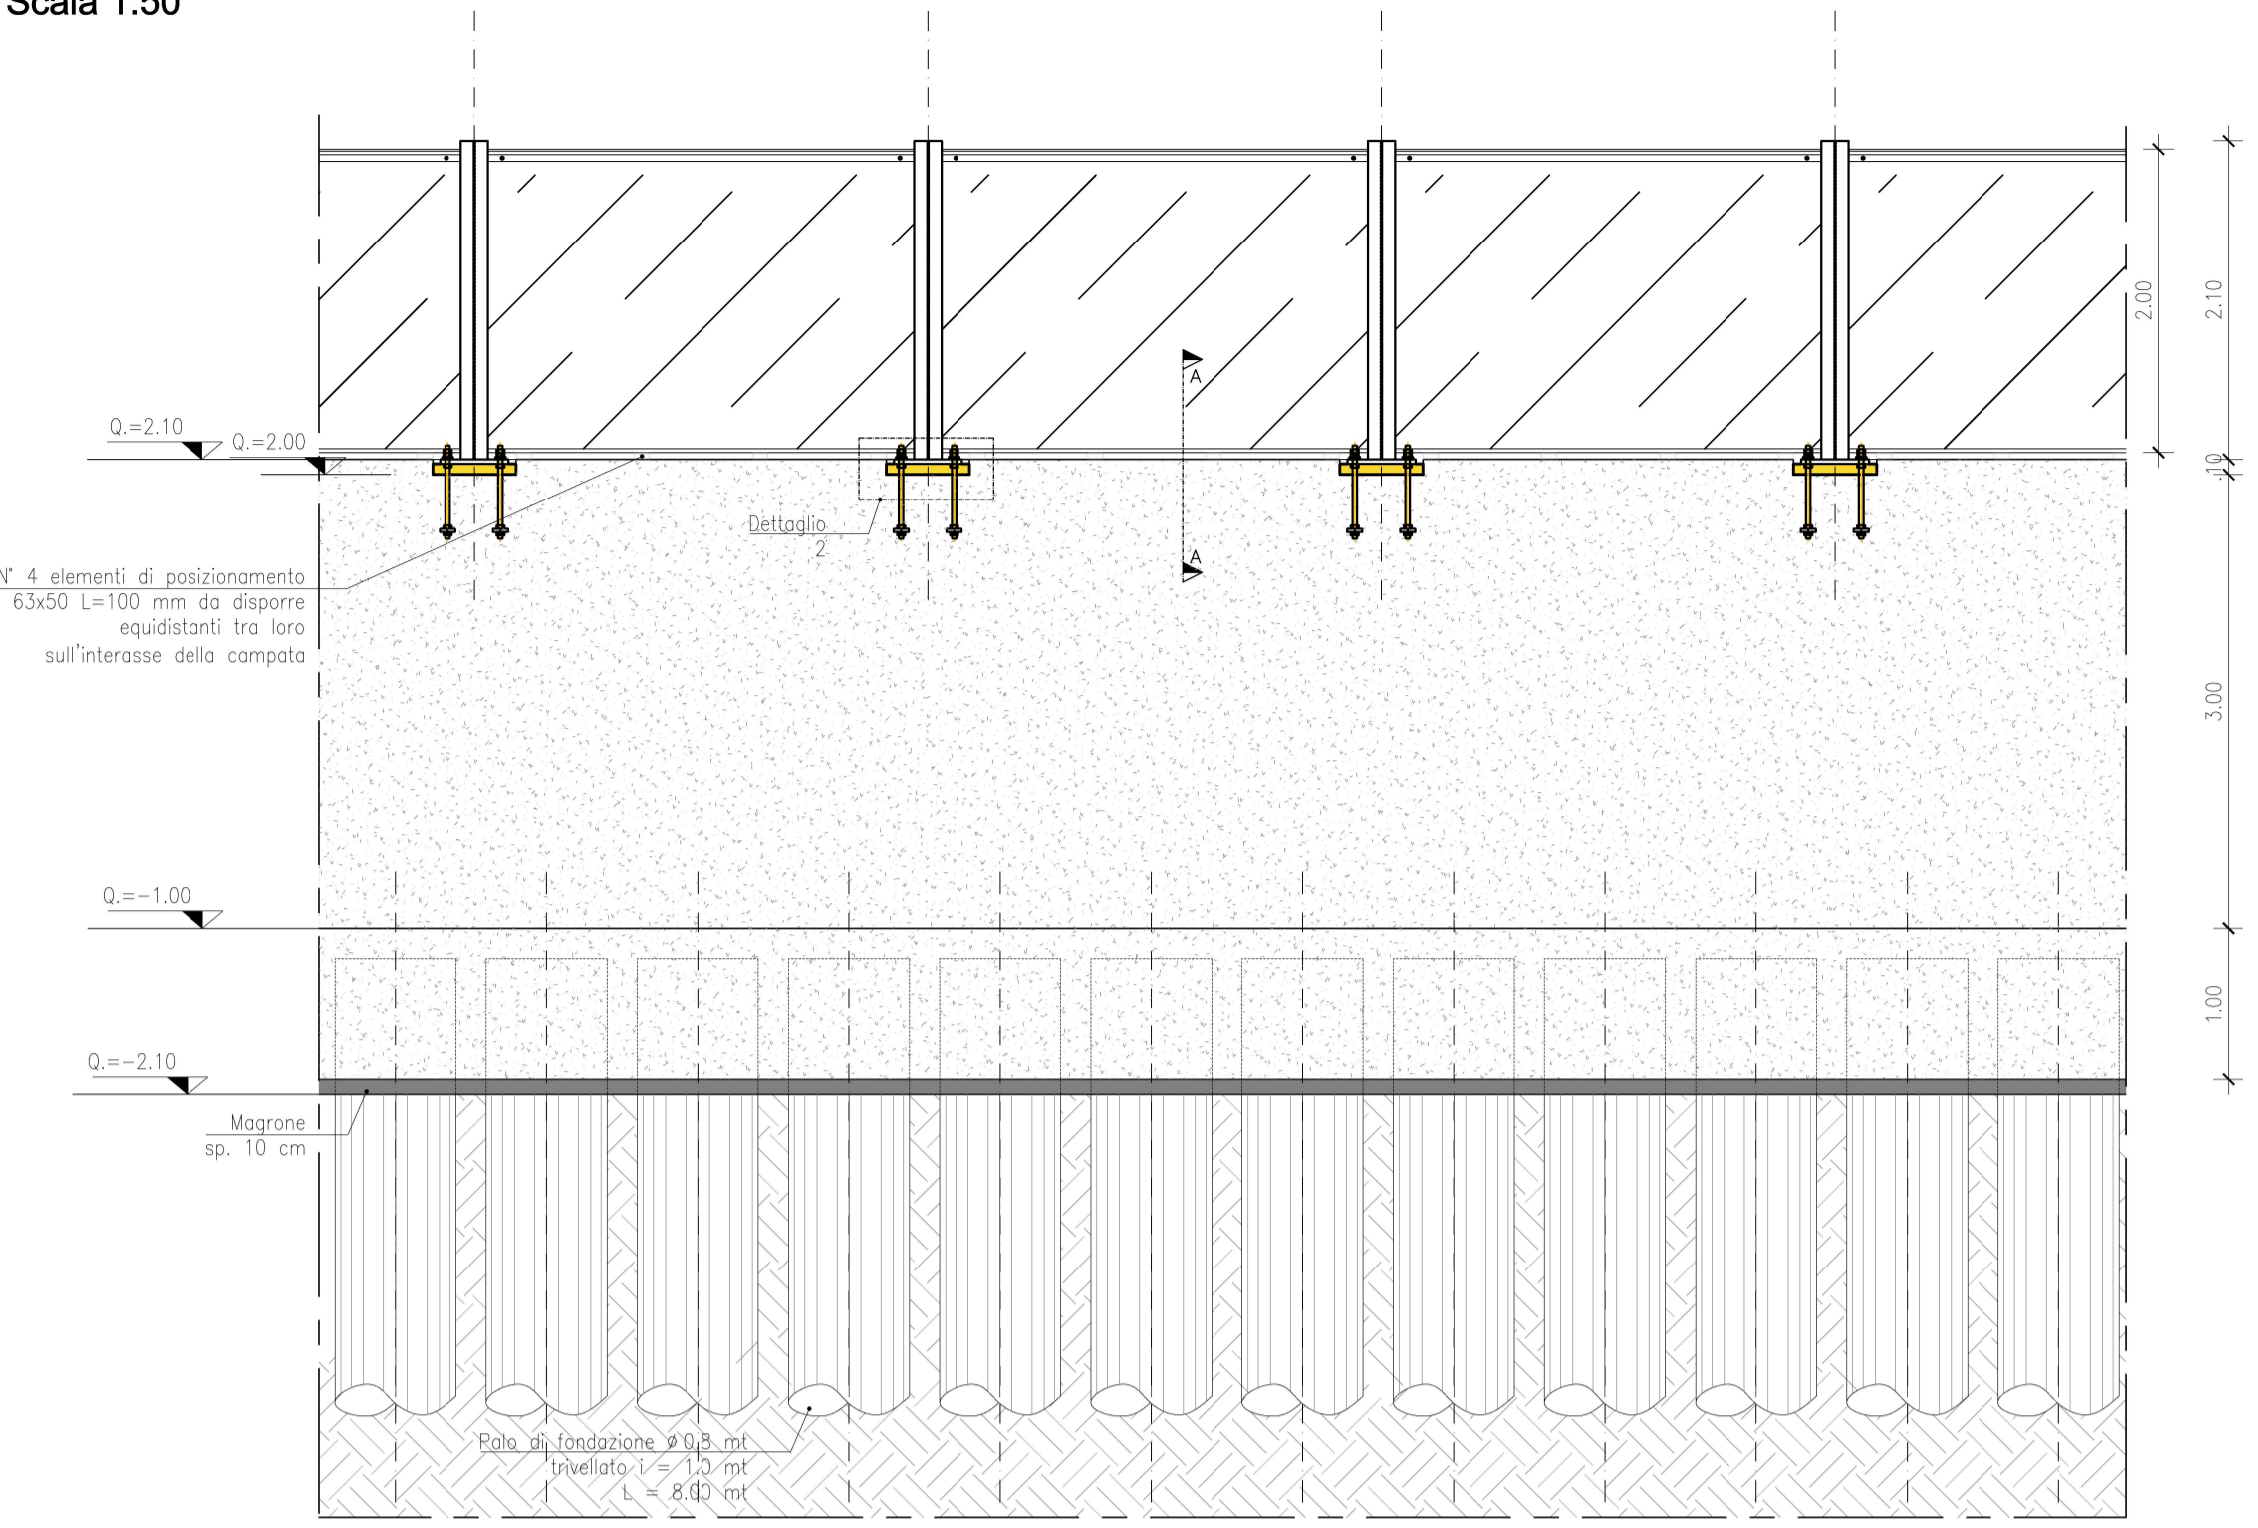 Scala 1:50
2.00
2.10
Q.=2.10
Q.=2.00
.10
A
Dettaglio
2
A
N° 4 elementi di posizionamento
63x50 L=100 mm da disporre
equidistanti tra loro
sull'interasse della campata
3.00
Q.=-1.00
1.00
Q.=-2.10
Magrone
sp. 10 cm
Palo di fondazione ø0.8 mt
trivellato i = 1.0 mt
L = 8.00 mt